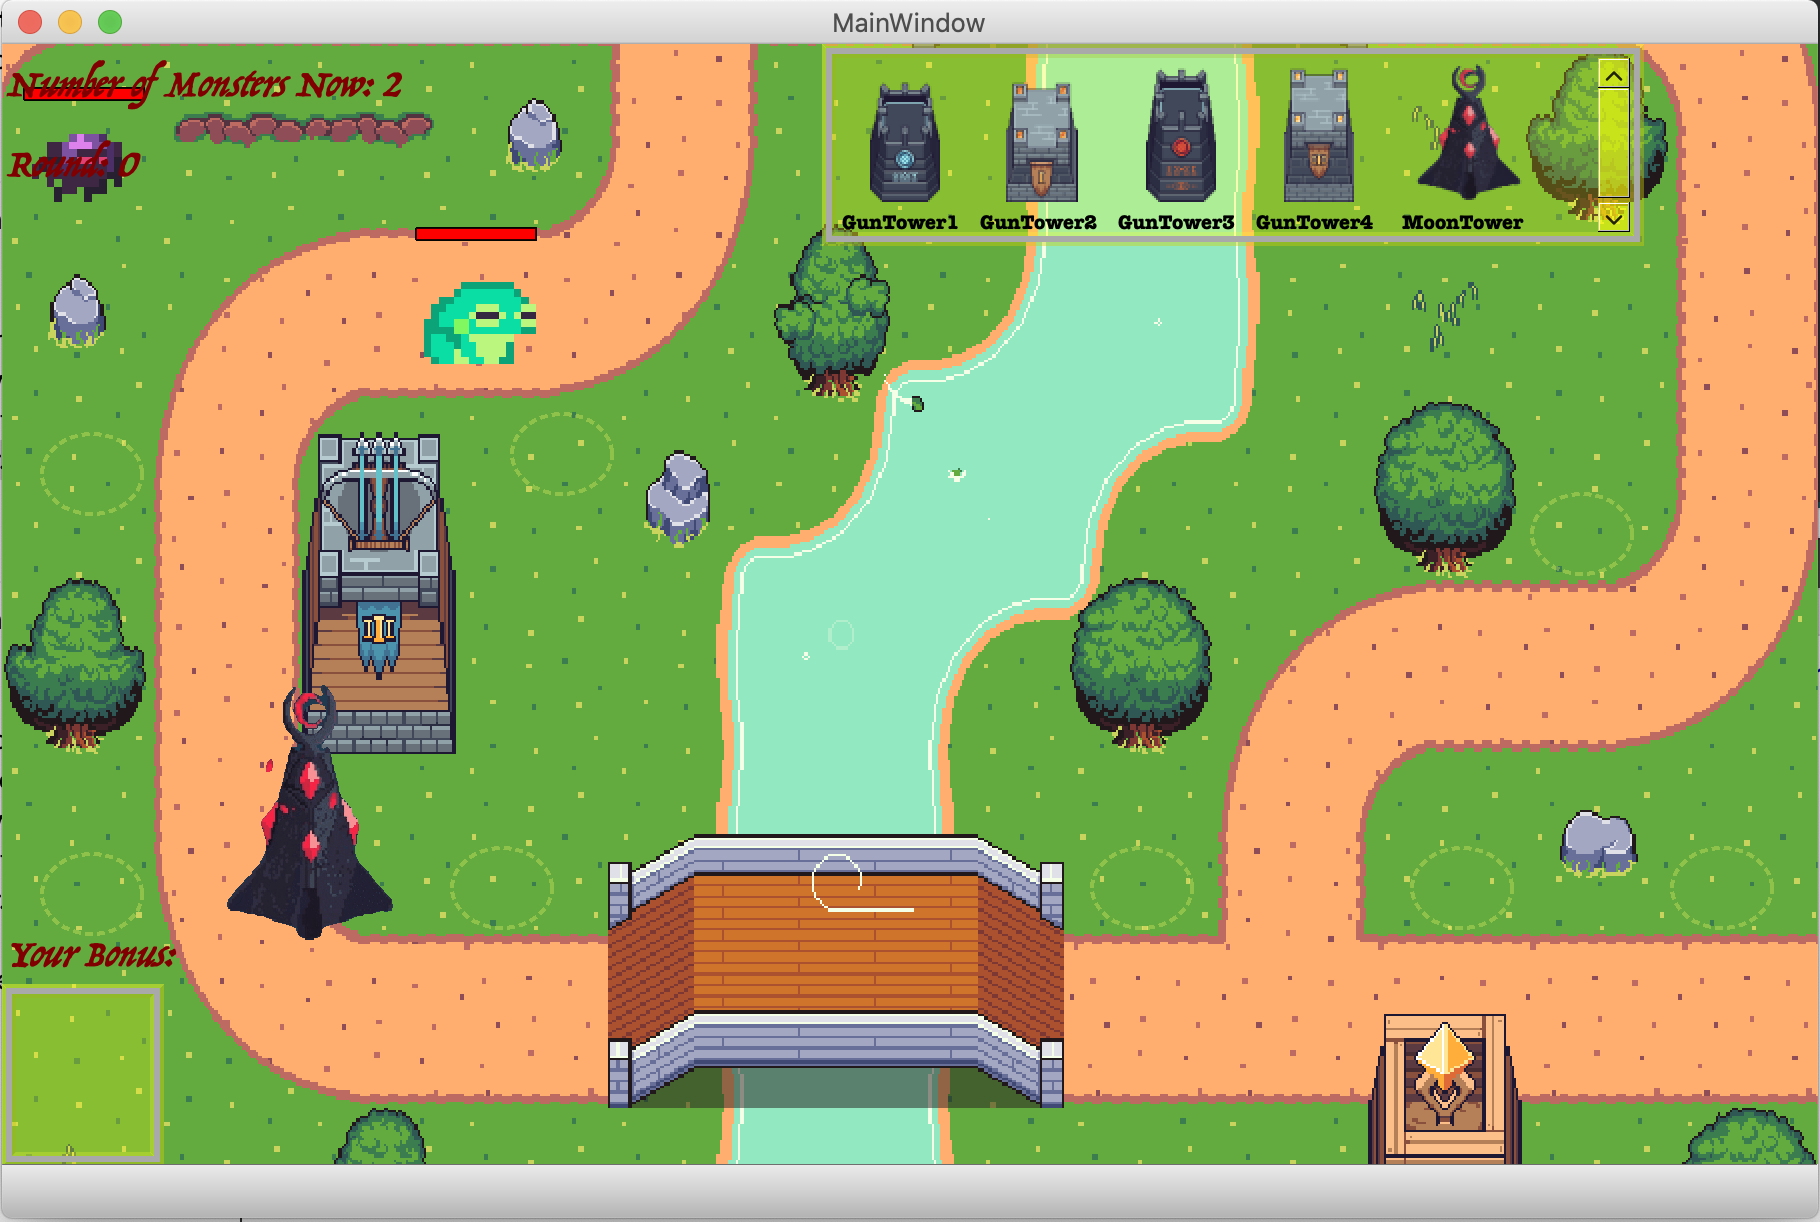 MainWindow
Number of Monsters Now: 2
Round: 0
GunTower1 GunTower2 GunTower3 GunTower4 MoonTower
Your Bonus: